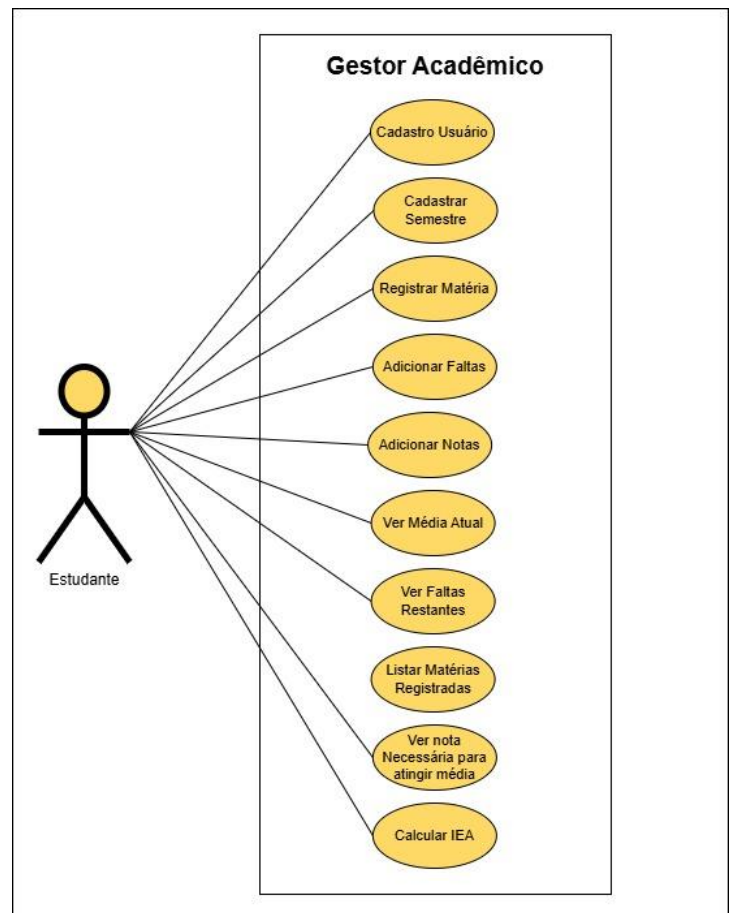 Gestor Acadêmico
Cadastro Usuário
Cadastrar
Semestre
Registrar Matéria
Adicionar Faltas
Adicionar Notas
Ver Média Atual
Estudante
Ver Faltas
Restantes
Listar Matérias
Registradas
Ver nota
Necessária para
atingir média
Calcular IEA